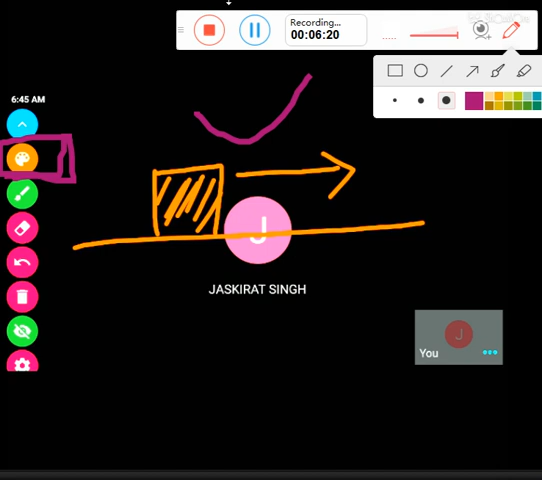 Recording...
00:06:20
6:45 AM
J
JASKIRAT SINGH
J
You